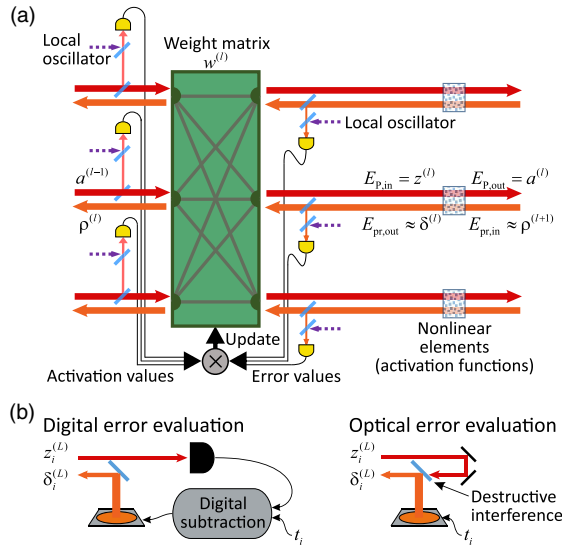 (a)
Local
oscillator
Weight matrix
w^(l)
Local oscillator
a^(l−1)
E_P,in = z^(l)
E_P,out = a^(l)
ρ^(l)
E_pr,out ≈ δ^(l)
E_pr,in ≈ ρ^(l+1)
Update
×
Activation values
Error values
Nonlinear
elements
(activation functions)
(b)
Digital error evaluation
z_i^(L)
δ_i^(L)
Digital
subtraction
t_i
Optical error evaluation
z_i^(L)
δ_i^(L)
Destructive
interference
t_i